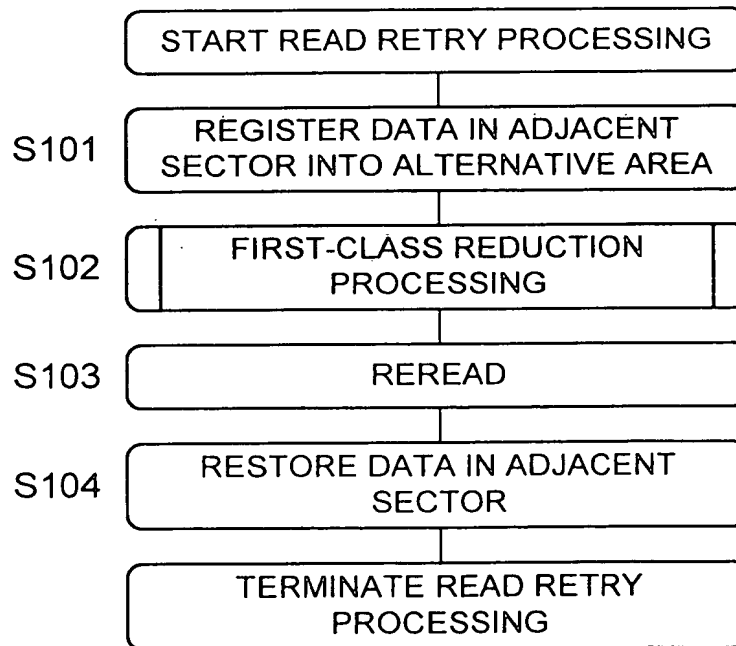 START READ RETRY PROCESSING
S101
REGISTER DATA IN ADJACENT
SECTOR INTO ALTERNATIVE AREA
S102
FIRST-CLASS REDUCTION
PROCESSING
S103
REREAD
S104
RESTORE DATA IN ADJACENT
SECTOR
TERMINATE READ RETRY
PROCESSING